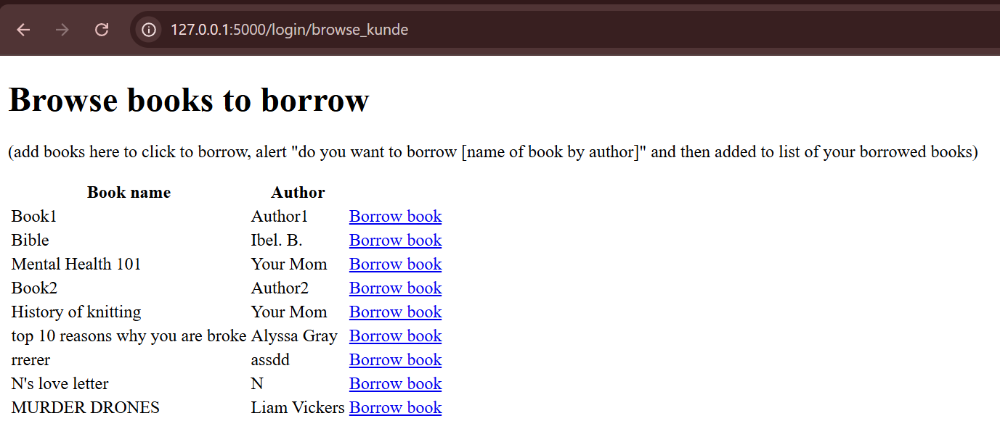 127.0.0.1:5000/login/browse_kunde
Browse books to borrow
(add books here to click to borrow, alert "do you want to borrow [name of book by author]" and then added to list of your borrowed books)
Book name Author
Book1 Author1 Borrow book
Bible Ibel. B. Borrow book
Mental Health 101 Your Mom Borrow book
Book2 Author2 Borrow book
History of knitting Your Mom Borrow book
top 10 reasons why you are broke Alyssa Gray Borrow book
rrerer assdd Borrow book
N's love letter N Borrow book
MURDER DRONES Liam Vickers Borrow book